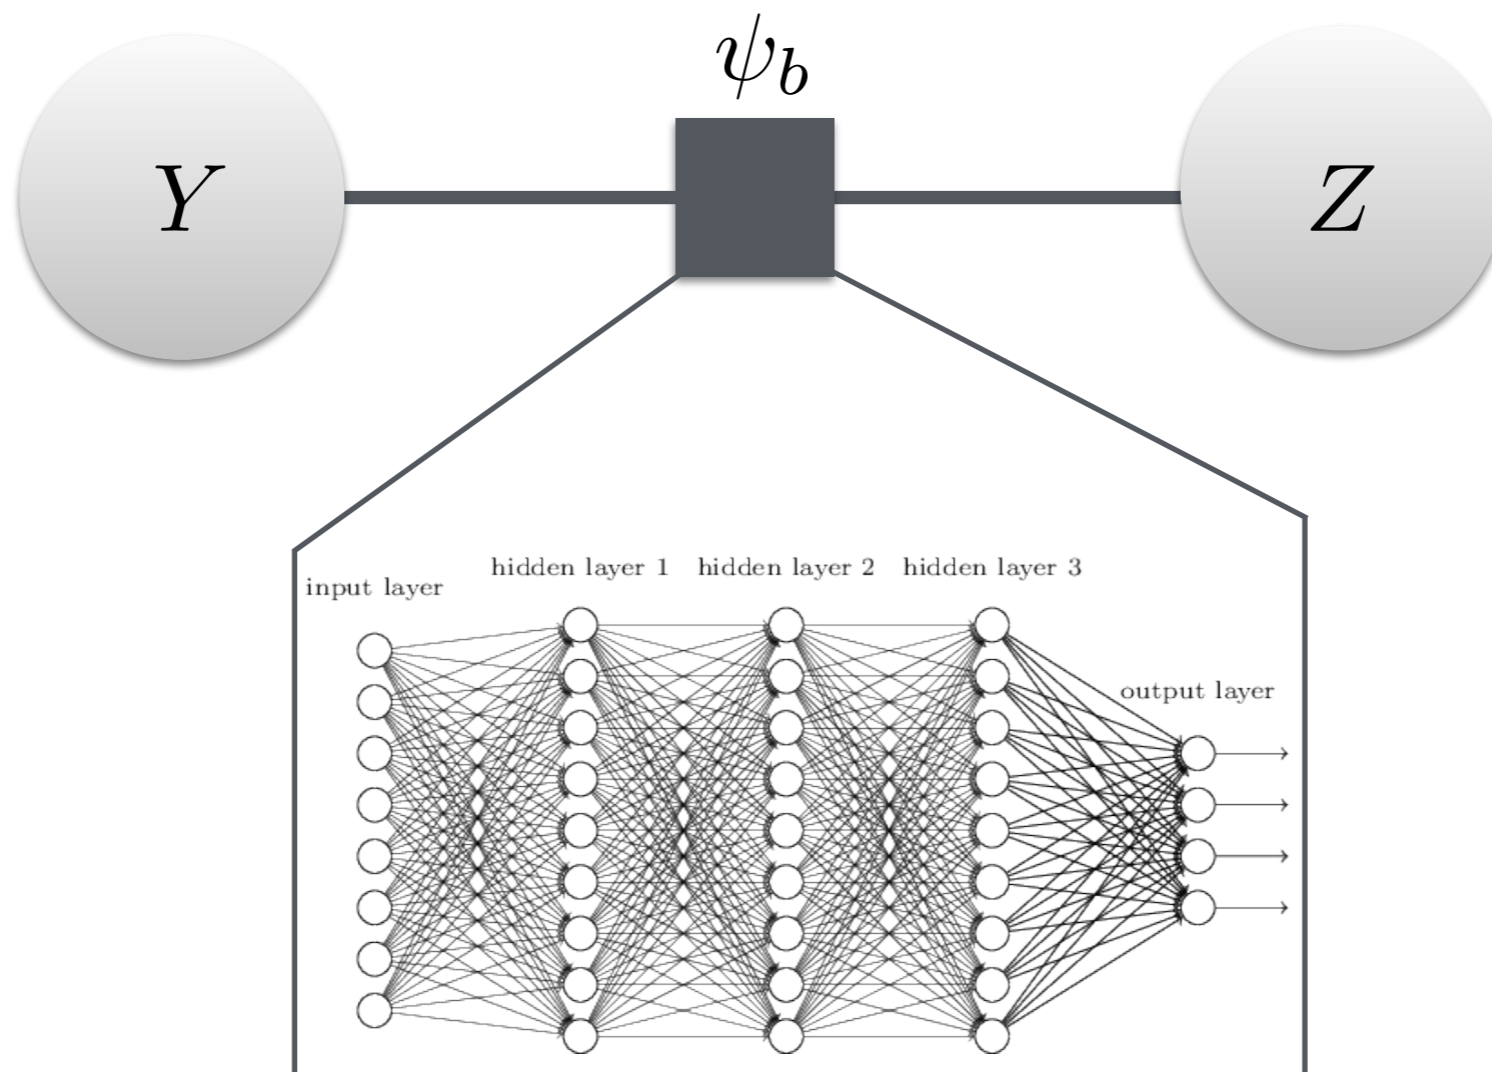 ψ_b
Y
Z
hidden layer 1 hidden layer 2 hidden layer 3
input layer
output layer